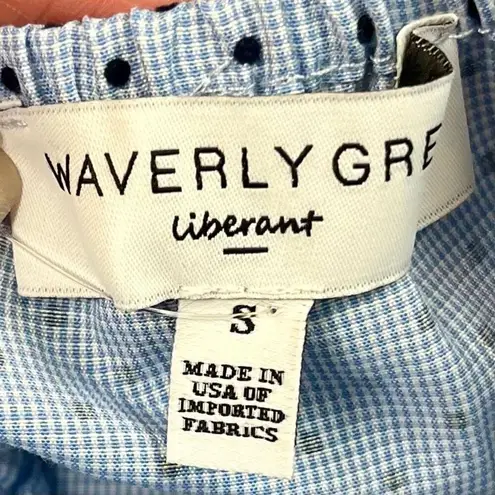 WAVERLY GRE
liberant
S
MADE IN
USA OF
IMPORTED
FABRICS